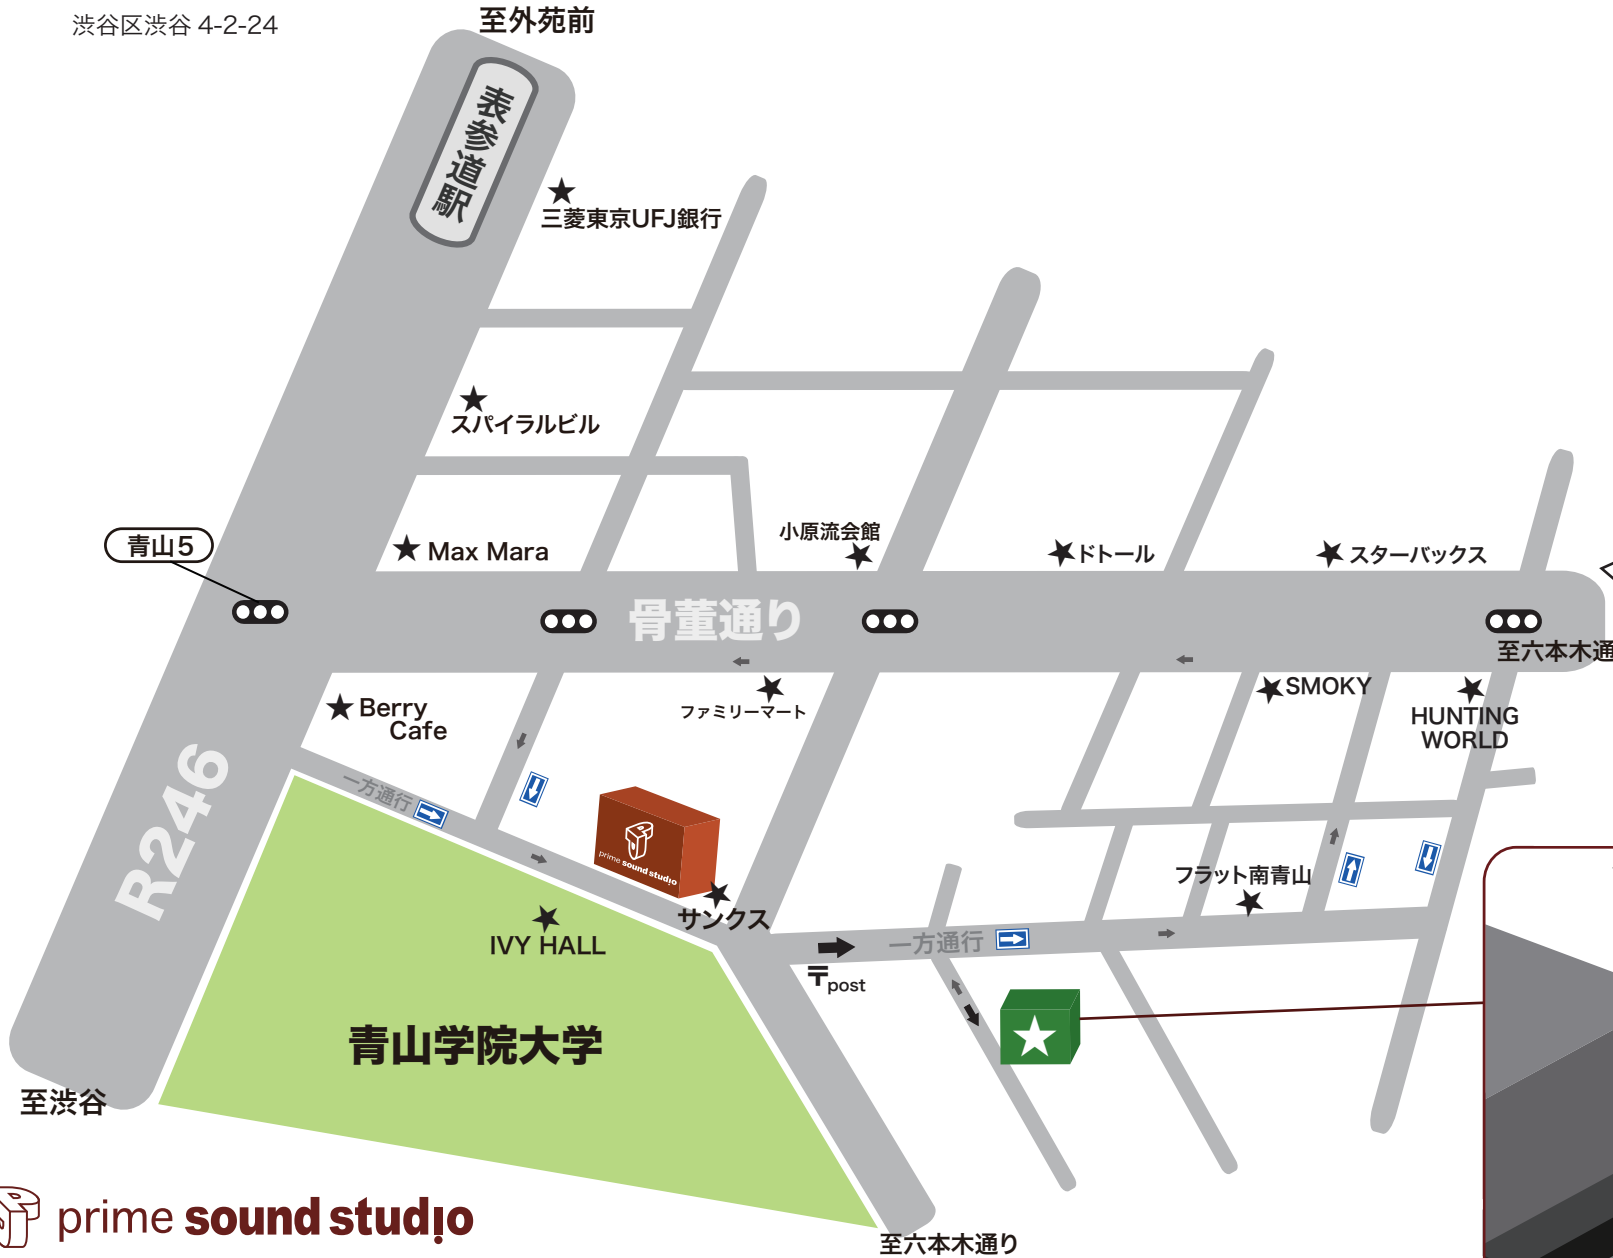 渋谷区渋谷 4-2-24
至外苑前
表参道駅
三菱東京UFJ銀行
スパイラルビル
青山5
Max Mara
小原流会館
ドトール
スターバックス
骨董通り
至六本木通
Berry
Cafe
ファミリーマート
SMOKY
HUNTING
WORLD
R246
一方通行
prime sound studio
フラット南青山
サンクス
IVY HALL
一方通行
〒post
青山学院大学
至渋谷
prime sound studio
至六本木通り